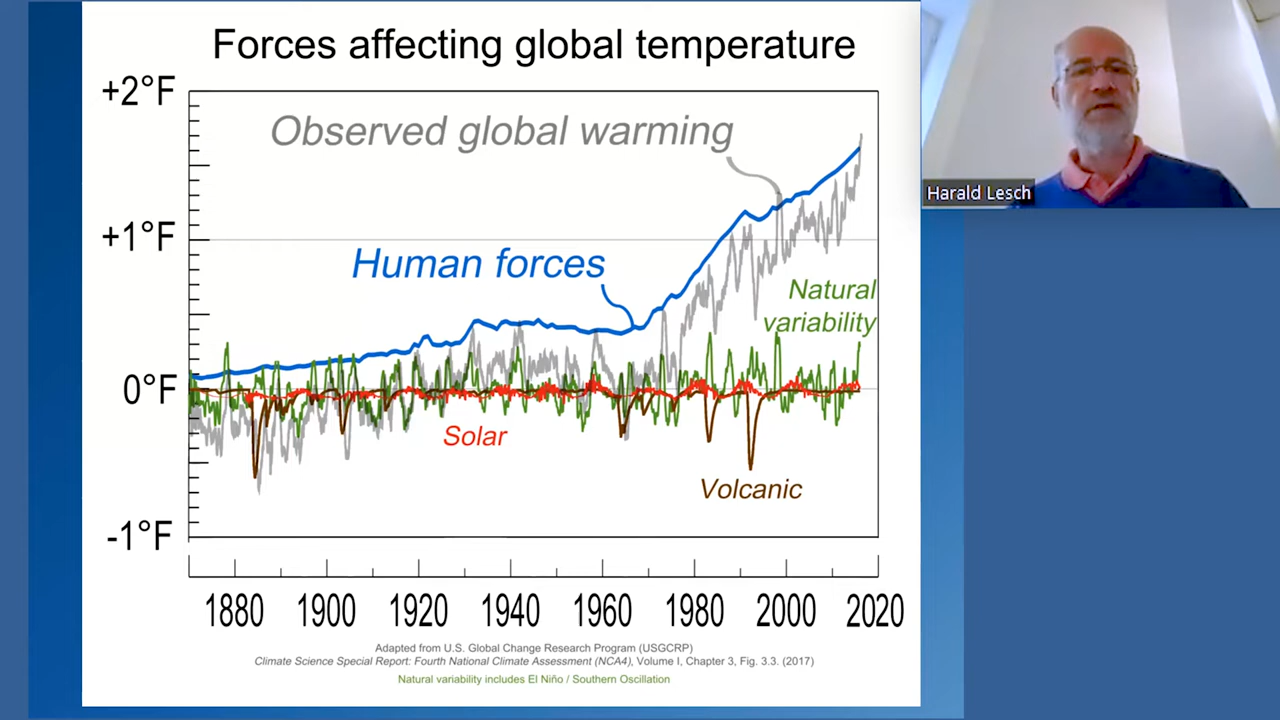 Forces affecting global temperature
+2°F
Observed global warming
Harald Lesch
+1°F
Human forces
Natural
variability
0°F
Solar
Volcanic
-1°F
1880 1900 1920 1940 1960 1980 2000 2020
Adapted from U.S. Global Change Research Program (USGCRP)
Climate Science Special Report: Fourth National Climate Assessment (NCA4), Volume I, Chapter 3, Fig. 3.3. (2017)
Natural variability includes El Niño / Southern Oscillation